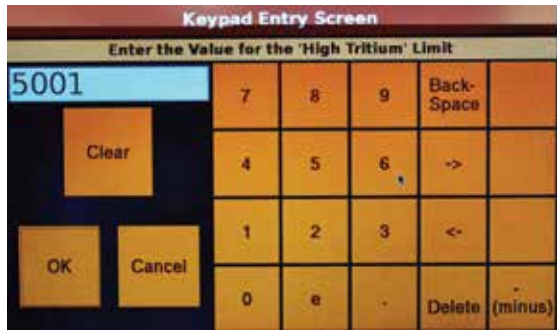 Keypad Entry Screen
Enter the Value for the 'High Tritium' Limit
5001
7 8 9 Back-Space
Clear
4 5 6 ->
1 2 3 <-
OK Cancel
0 e . Delete - (minus)